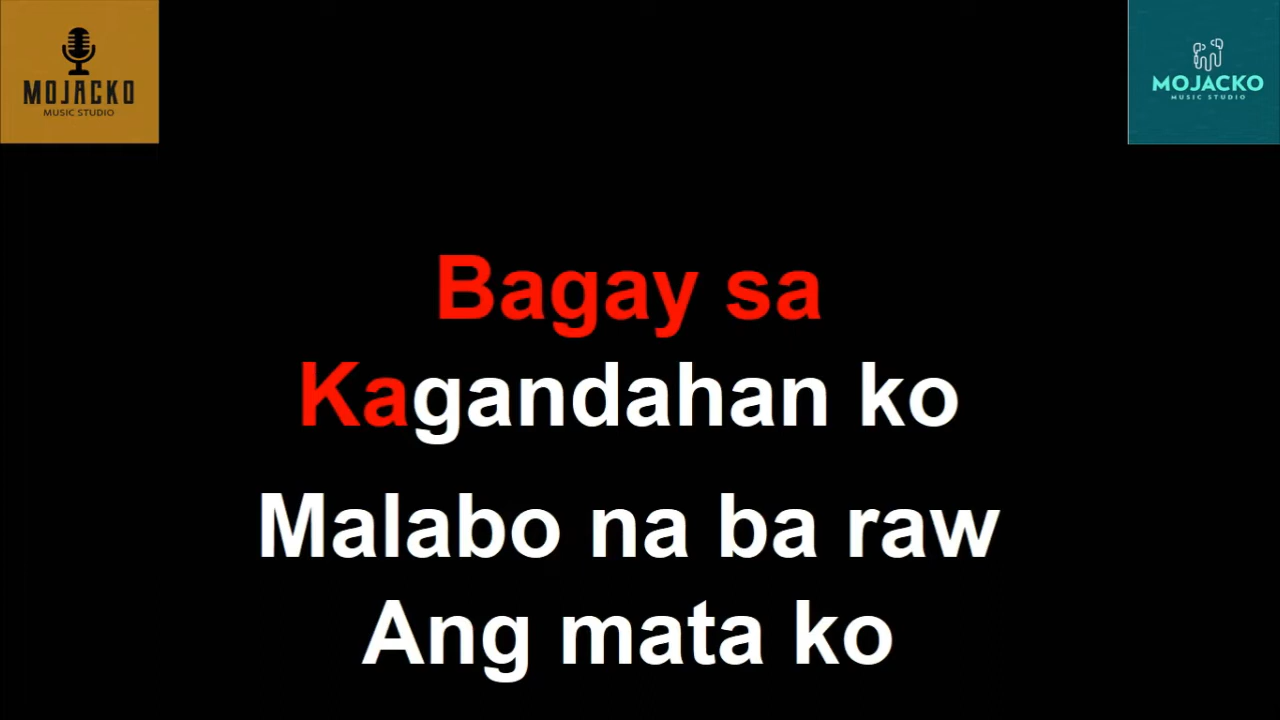 MOJACKO
MUSIC STUDIO
MOJACKO
MUSIC STUDIO
Bagay sa
Kagandahan ko
Malabo na ba raw
Ang mata ko